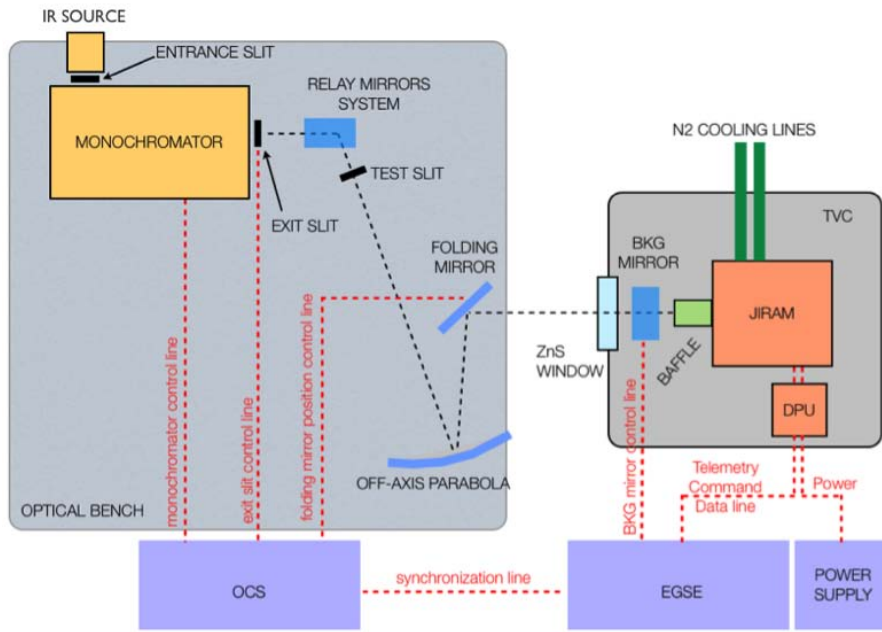 IR SOURCE
ENTRANCE SLIT
RELAY MIRRORS
SYSTEM
MONOCHROMATOR
N2 COOLING LINES
TEST SLIT
EXIT SLIT
TVC
FOLDING
MIRROR
BKG
MIRROR
JIRAM
ZnS
WINDOW
BAFFLE
DPU
monochromator control line
exit slit control line
folding mirror position control line
OFF-AXIS PARABOLA
BKG mirror control line
Telemetry
Command
Data line
Power
OPTICAL BENCH
OCS
synchronization line
EGSE
POWER
SUPPLY